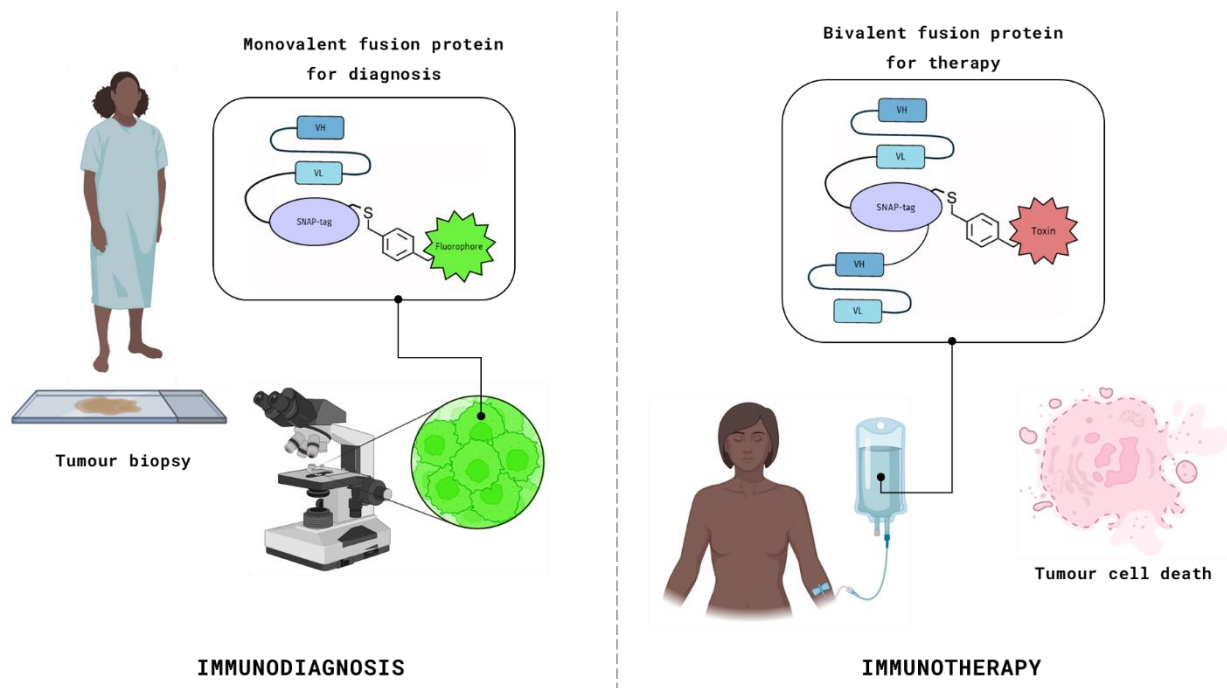 Monovalent fusion protein
for diagnosis
VH
VL
SNAP-tag
S
Fluorophore
Tumour biopsy
IMMUNODIAGNOSIS
Bivalent fusion protein
for therapy
VH
VL
SNAP-tag
S
Toxin
VH
VL
Tumour cell death
IMMUNOTHERAPY